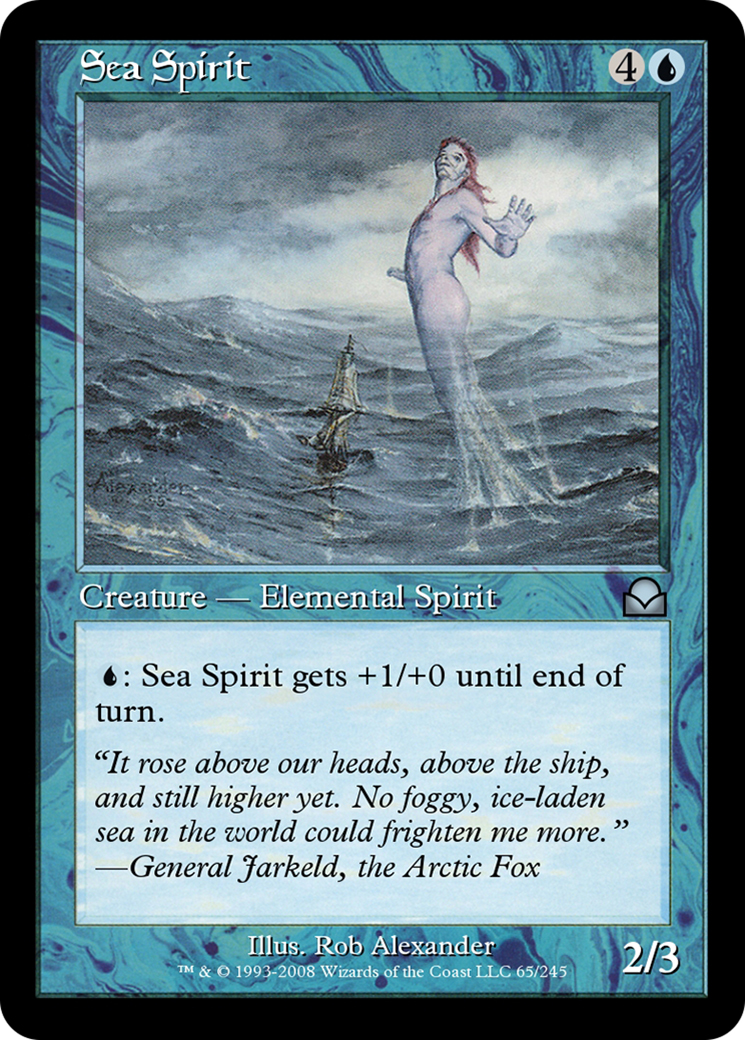 Sea Spirit
4
Alexander
: Sea Spirit gets +1/+0 until end of
turn.
“It rose above our heads, above the ship,
and still higher yet. No foggy, ice-laden
sea in the world could frighten me more.”
—General Jarkeld, the Arctic Fox
Creature — Elemental Spirit
Illus. Rob Alexander
™ & © 1993-2008 Wizards of the Coast LLC 65/245
2/3